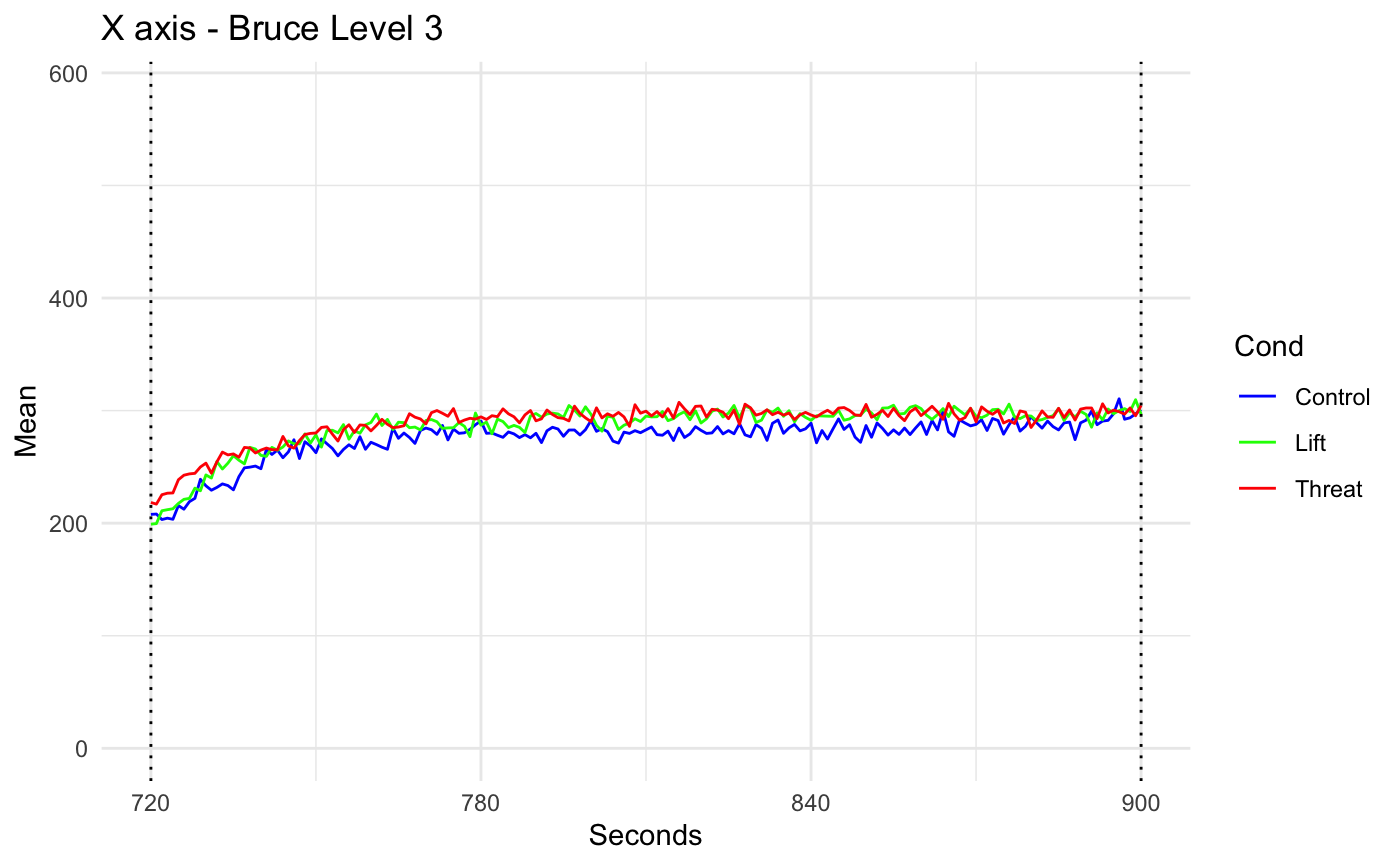 X axis - Bruce Level 3
600
400
200
0
Mean
720
780
840
900
Seconds
Cond
Control
Lift
Threat